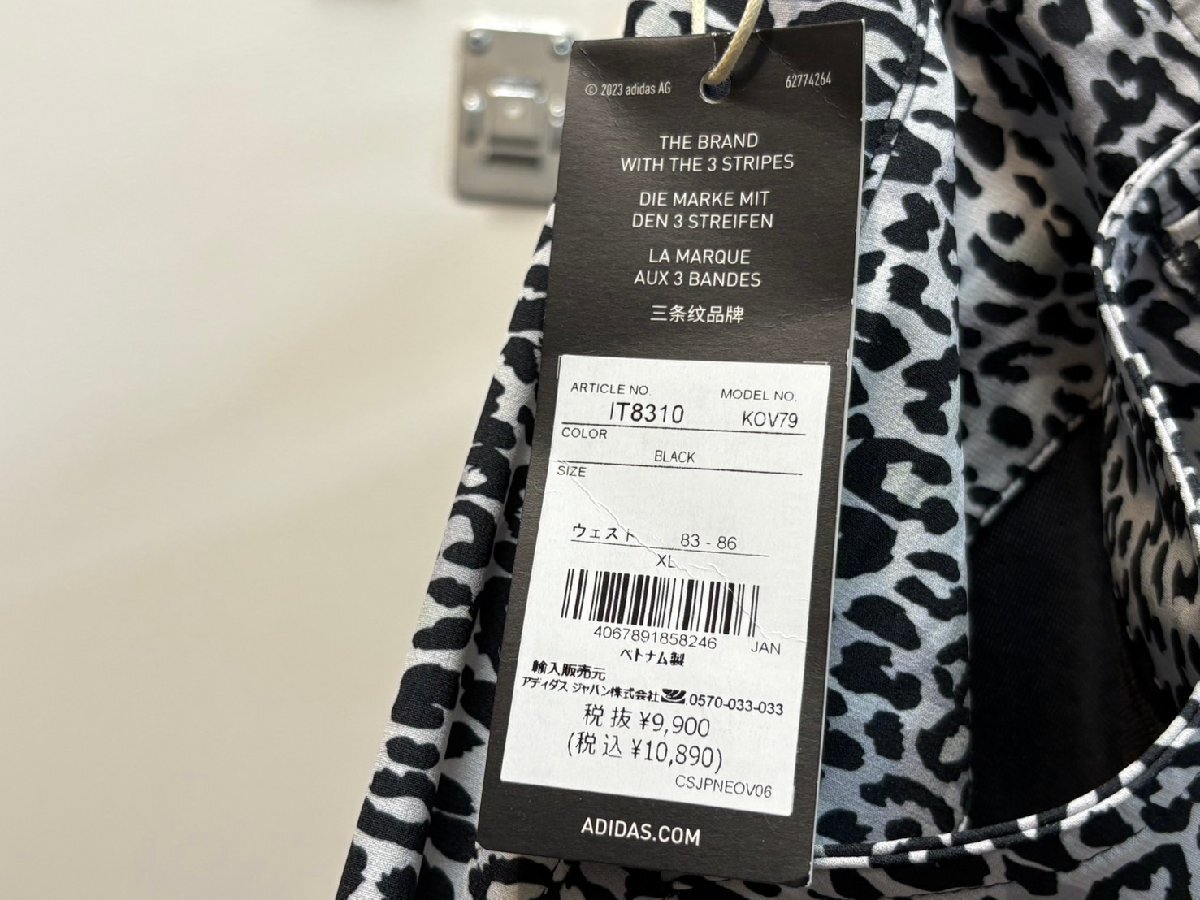 © 2023 adidas AG
62774264
THE BRAND
WITH THE 3 STRIPES
DIE MARKE MIT
DEN 3 STREIFEN
LA MARQUE
AUX 3 BANDES
三条纹品牌
ARTICLE NO. MODEL NO.
IT8310 KOV79
COLOR
BLACK
SIZE
ウェスト 83 - 86
XL
4067891858246 JAN
ベトナム製
輸入販売元
アディダス ジャパン株式会社 0570-033-033
税抜 ¥9,900
(税込 ¥10,890)
CSJPNEOV06
ADIDAS.COM